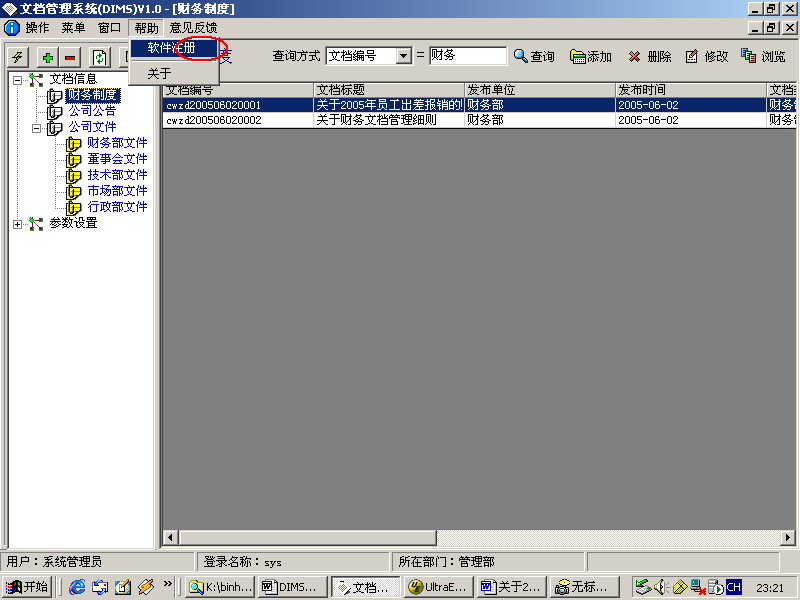 文档管理系统(DIMS)V1.0 - [财务制度]
操作 菜单 窗口 帮助 意见反馈
软件注册
关于
查询方式 文档编号 = 财务 查询 添加 删除 修改 浏览
文档信息
财务制度
公司公告
公司文件
财务部文件
董事会文件
技术部文件
市场部文件
行政部文件
参数设置
文档编号 文档标题 发布单位 发布时间
cwzd200506020001 关于2005年员工出差报销的 财务部 2005-06-02 财务
cwzd200506020002 关于财务文档管理细则 财务部 2005-06-02 财务
用户：系统管理员 登录名称：sys 所在部门：管理部
开始 K:\binh... DIMS... 文档... UltraE... 关于2... 无标... CH 23:21